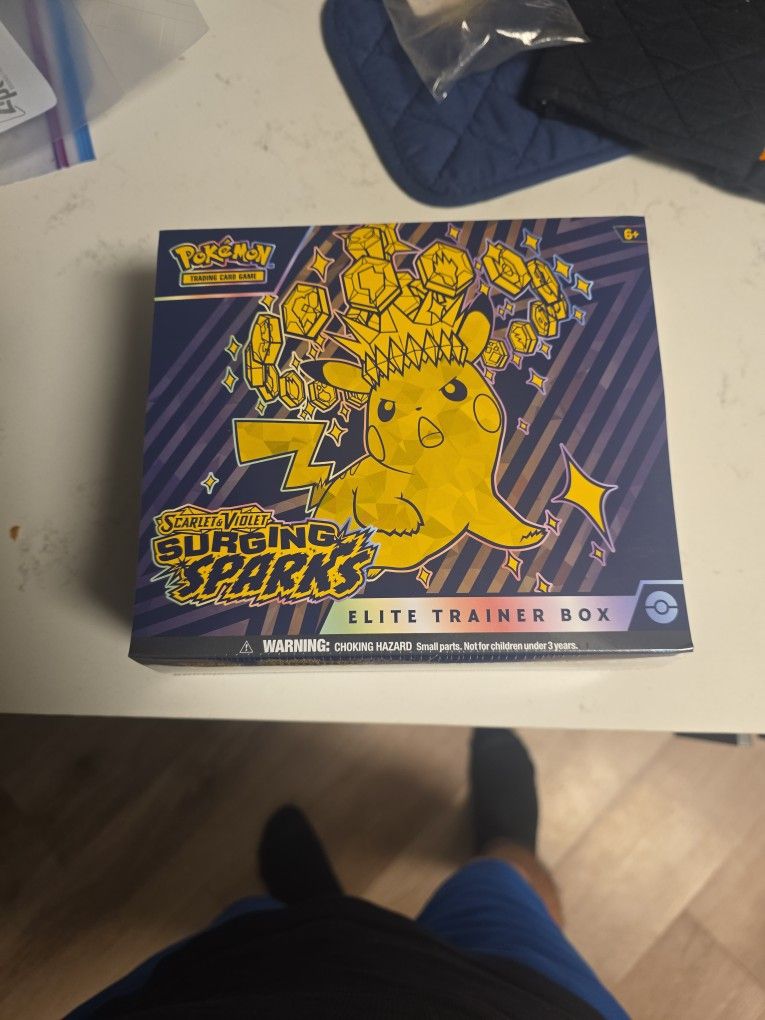 POKéMON
TRADING CARD GAME
6+
SCARLET & VIOLET
SURGING
SPARKS
ELITE TRAINER BOX
WARNING: CHOKING HAZARD Small parts. Not for children under 3 years.